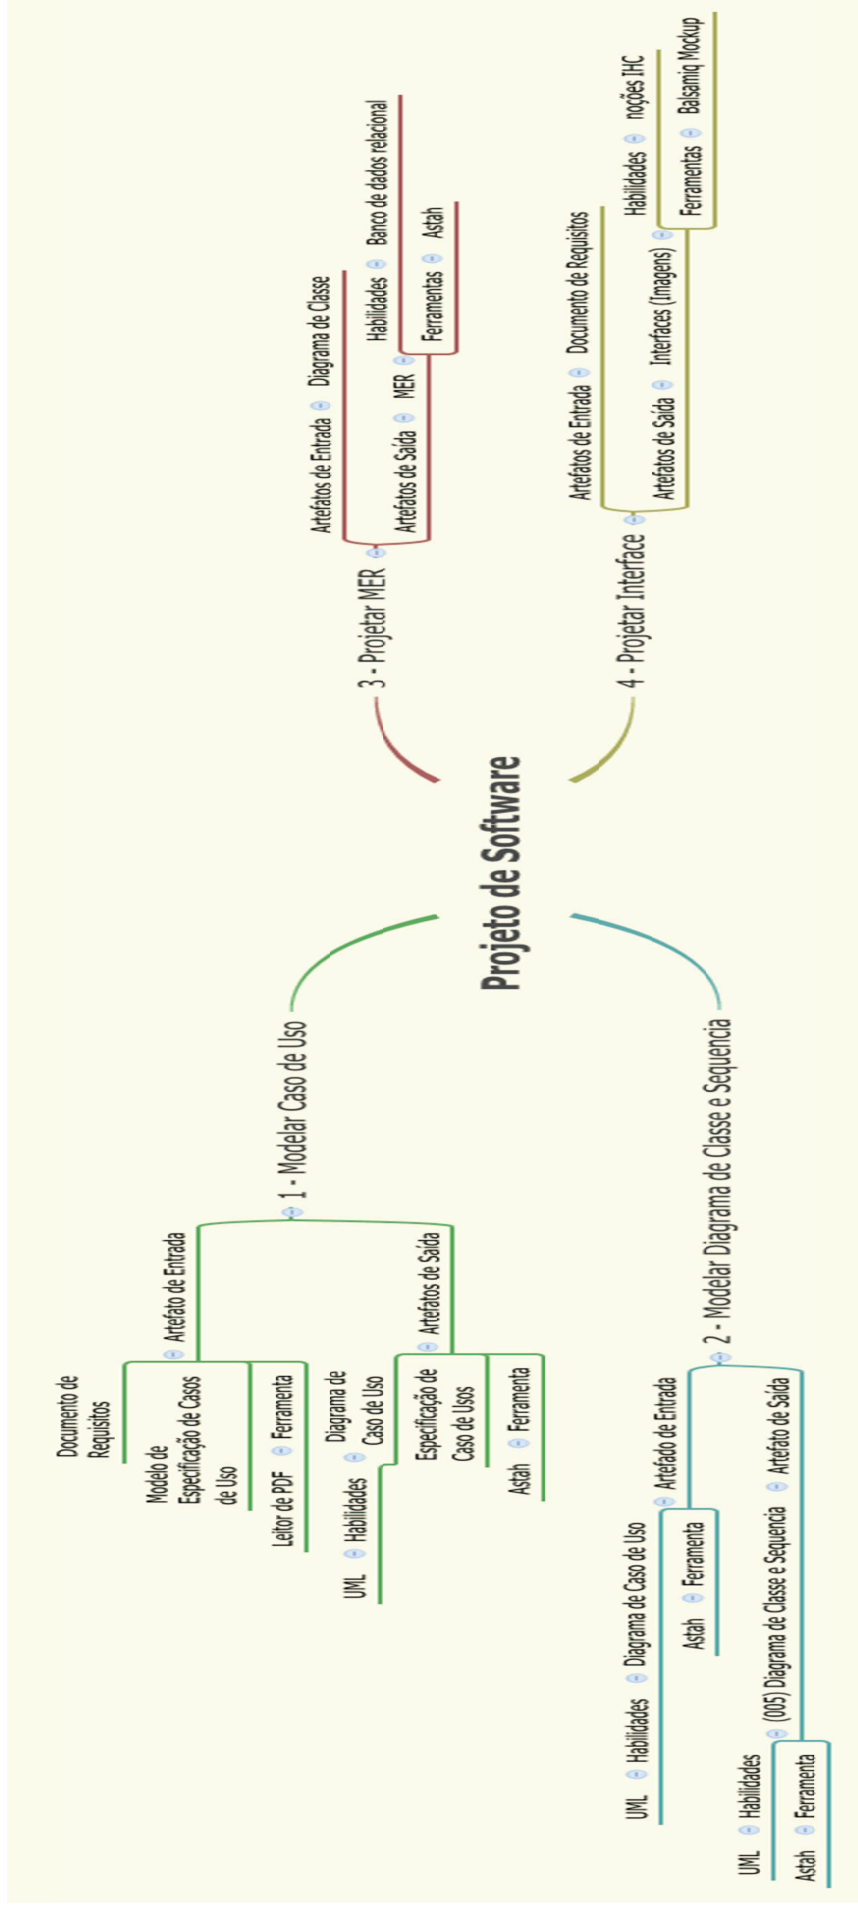 Projeto de Software
1 - Modelar Caso de Uso
Artefato de Entrada
Documento de
Requisitos
Modelo de
Especificação de Casos
de Uso
Leitor de PDF
Ferramenta
Artefatos de Saída
Diagrama de
Caso de Uso
Habilidades
UML
Especificação de
Caso de Usos
Astah
Ferramenta
2 - Modelar Diagrama de Classe e Sequencia
Artefado de Entrada
Diagrama de Caso de Uso
Habilidades
UML
Astah
Ferramenta
Artefato de Saída
(005) Diagrama de Classe e Sequencia
UML
Habilidades
Astah
Ferramenta
3 - Projetar MER
Artefatos de Entrada
Diagrama de Classe
Artefatos de Saída
MER
Habilidades
Banco de dados relacional
Ferramentas
Astah
4 - Projetar Interface
Artefatos de Entrada
Documento de Requisitos
Artefatos de Saída
Interfaces (Imagens)
Habilidades
noções IHC
Ferramentas
Balsamiq Mockup